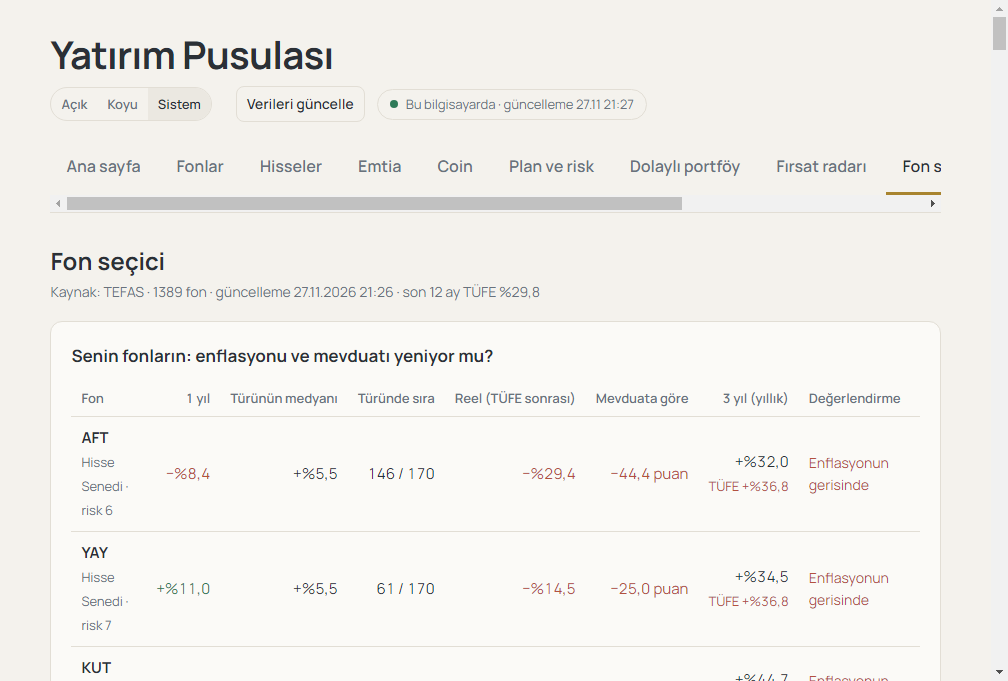 Yatırım Pusulası
Açık Koyu Sistem Verileri güncelle Bu bilgisayarda · güncelleme 27.11 21:27
Ana sayfa Fonlar Hisseler Emtia Coin Plan ve risk Dolaylı portföy Fırsat radarı Fon s
Fon seçici
Kaynak: TEFAS · 1389 fon · güncelleme 27.11.2026 21:26 · son 12 ay TÜFE %29,8
Senin fonların: enflasyonu ve mevduatı yeniyor mu?
Fon 1 yıl Türünün medyanı Türünde sıra Reel (TÜFE sonrası) Mevduata göre 3 yıl (yıllık) Değerlendirme
AFT
Hisse
Senedi ·
risk 6
−%8,4 +%5,5 146 / 170 −%29,4 −44,4 puan
+%32,0
TÜFE +%36,8
Enflasyonun
gerisinde
YAY
Hisse
Senedi ·
risk 7
+%11,0 +%5,5 61 / 170 −%14,5 −25,0 puan
+%34,5
TÜFE +%36,8
Enflasyonun
gerisinde
KUT
+%44,7
Enflasyonun